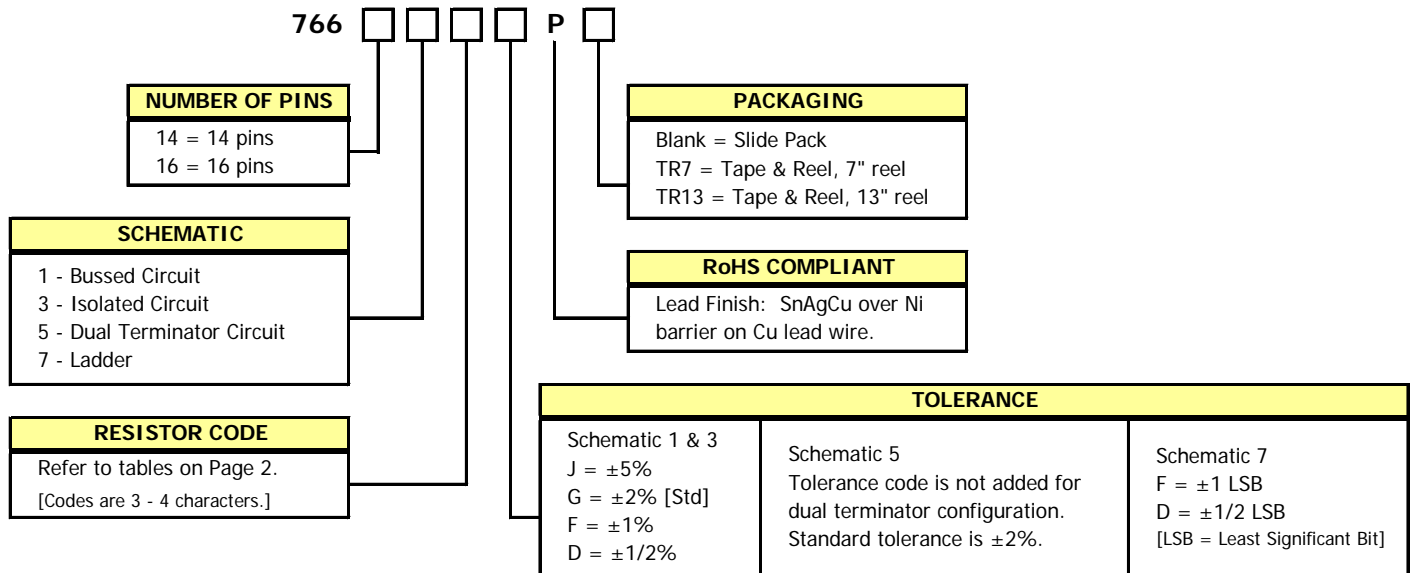 766 P
NUMBER OF PINS
14 = 14 pins
16 = 16 pins
SCHEMATIC
1 - Bussed Circuit
3 - Isolated Circuit
5 - Dual Terminator Circuit
7 - Ladder
RESISTOR CODE
Refer to tables on Page 2.
[Codes are 3 - 4 characters.]
PACKAGING
Blank = Slide Pack
TR7 = Tape & Reel, 7" reel
TR13 = Tape & Reel, 13" reel
RoHS COMPLIANT
Lead Finish: SnAgCu over Ni
barrier on Cu lead wire.
TOLERANCE
Schematic 1 & 3
J = ±5%
G = ±2% [Std]
F = ±1%
D = ±1/2%
Schematic 5
Tolerance code is not added for
dual terminator configuration.
Standard tolerance is ±2%.
Schematic 7
F = ±1 LSB
D = ±1/2 LSB
[LSB = Least Significant Bit]